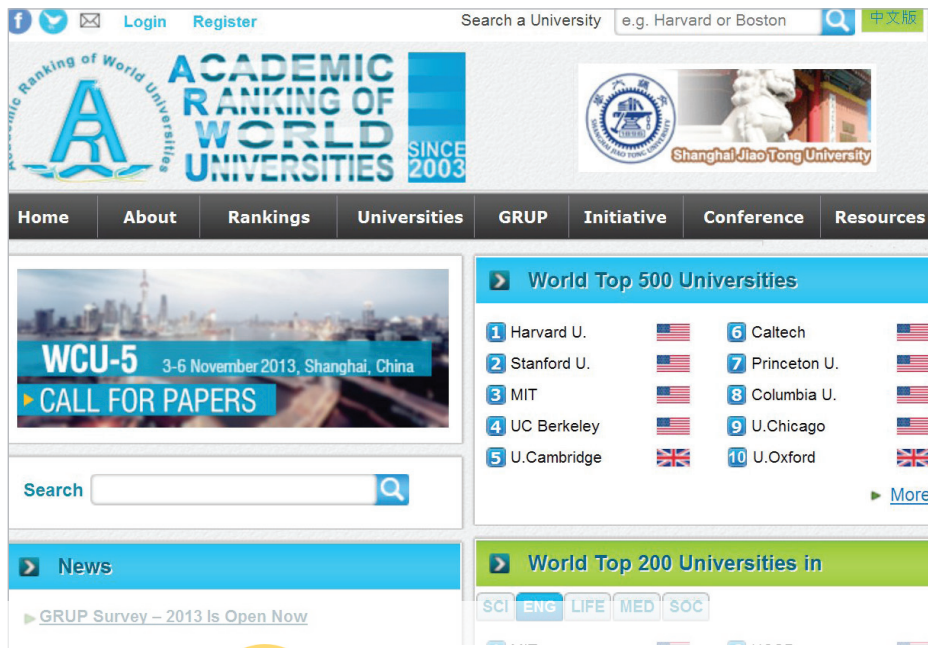 f Login Register Search a University e.g. Harvard or Boston 中文版
Academic Ranking of World Universities
ACADEMIC
RANKING OF
WORLD
UNIVERSITIES
SINCE
2003
SHANGHAI JIAO TONG UNIVERSITY
Shanghai Jiao Tong University
Home About Rankings Universities GRUP Initiative Conference Resources
WCU-5 3-6 November 2013, Shanghai, China
CALL FOR PAPERS
Search
News
GRUP Survey – 2013 Is Open Now
World Top 500 Universities
1 Harvard U.
2 Stanford U.
3 MIT
4 UC Berkeley
5 U.Cambridge
6 Caltech
7 Princeton U.
8 Columbia U.
9 U.Chicago
10 U.Oxford
More
World Top 200 Universities in
SCI ENG LIFE MED SOC